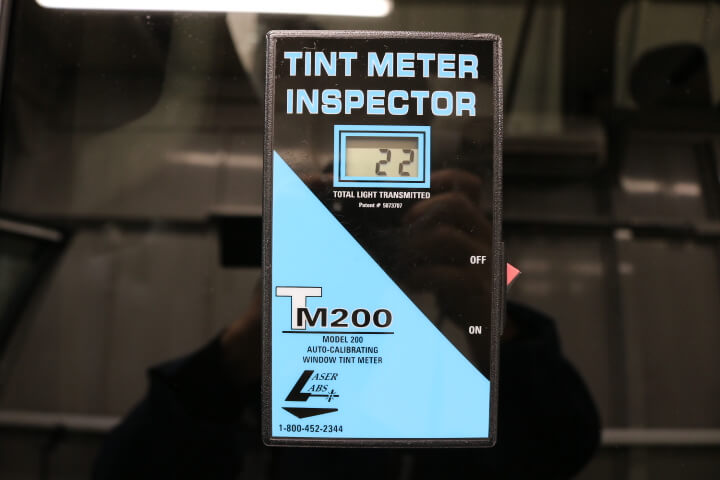 TINT METER
INSPECTOR
22
TOTAL LIGHT TRANSMITTED
Patent # 5073707
OFF
ON
TM200
MODEL 200
AUTO-CALIBRATING
WINDOW TINT METER
LASER
LABS
1-800-452-2344